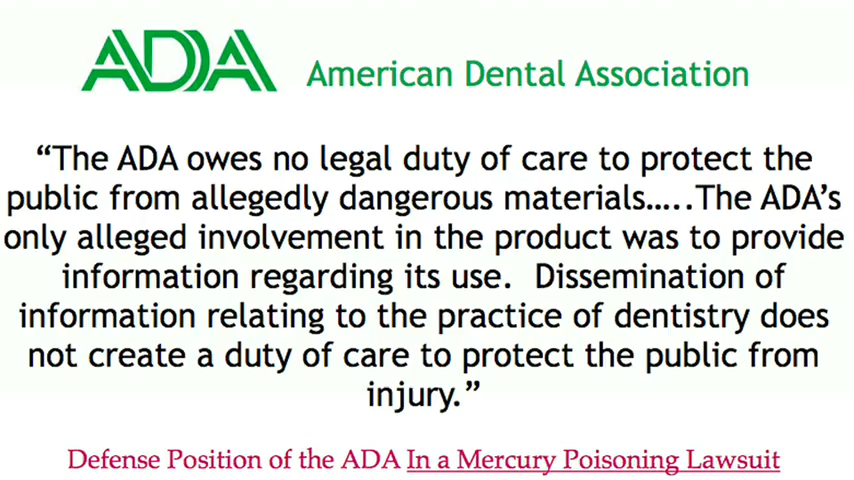 ADA American Dental Association
“The ADA owes no legal duty of care to protect the
public from allegedly dangerous materials…..The ADA’s
only alleged involvement in the product was to provide
information regarding its use.  Dissemination of
information relating to the practice of dentistry does
not create a duty of care to protect the public from
injury.”
Defense Position of the ADA In a Mercury Poisoning Lawsuit